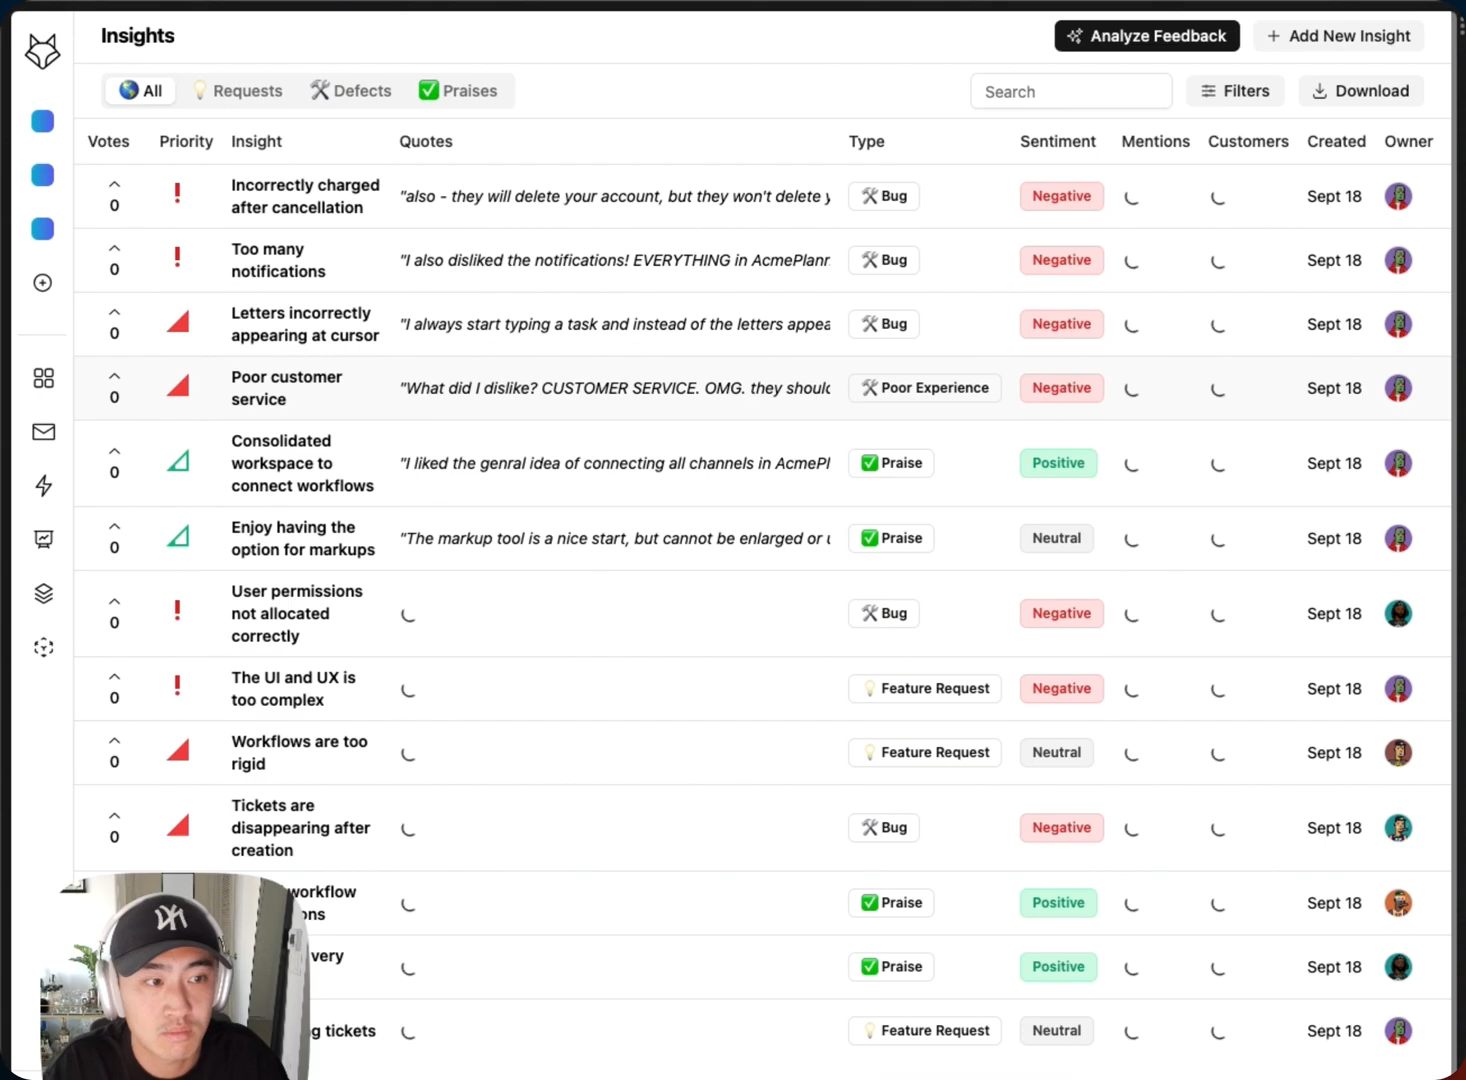 Insights
Analyze Feedback
Add New Insight
All
Requests
Defects
Praises
Search
Filters
Download
Votes Priority Insight Quotes Type Sentiment Mentions Customers Created Owner
0
Incorrectly charged
after cancellation
"also - they will delete your account, but they won't delete
Bug
Negative
Sept 18
0
Too many
notifications
"I also disliked the notifications! EVERYTHING in
Bug
Negative
Sept 18
0
Letters incorrectly
appearing at cursor
"I always start typing a task and instead of the letters
Bug
Negative
Sept 18
0
Poor customer
service
"What did I dislike? CUSTOMER SERVICE. OMG. they
Poor Experience
Negative
Sept 18
0
Consolidated
workspace to
connect workflows
"I liked the genral idea of connecting all channels in
Praise
Positive
Sept 18
0
Enjoy having the
option for markups
"The markup tool is a nice start, but cannot be enlarged or
Praise
Neutral
Sept 18
0
User permissions
not allocated
correctly
Bug
Negative
Sept 18
0
The UI and UX is
too complex
Feature Request
Negative
Sept 18
0
Workflows are too
rigid
Feature Request
Neutral
Sept 18
0
Tickets are
disappearing after
creation
Bug
Negative
Sept 18
workflow
Praise
Positive
Sept 18
very
Praise
Positive
Sept 18
tickets
Feature Request
Neutral
Sept 18